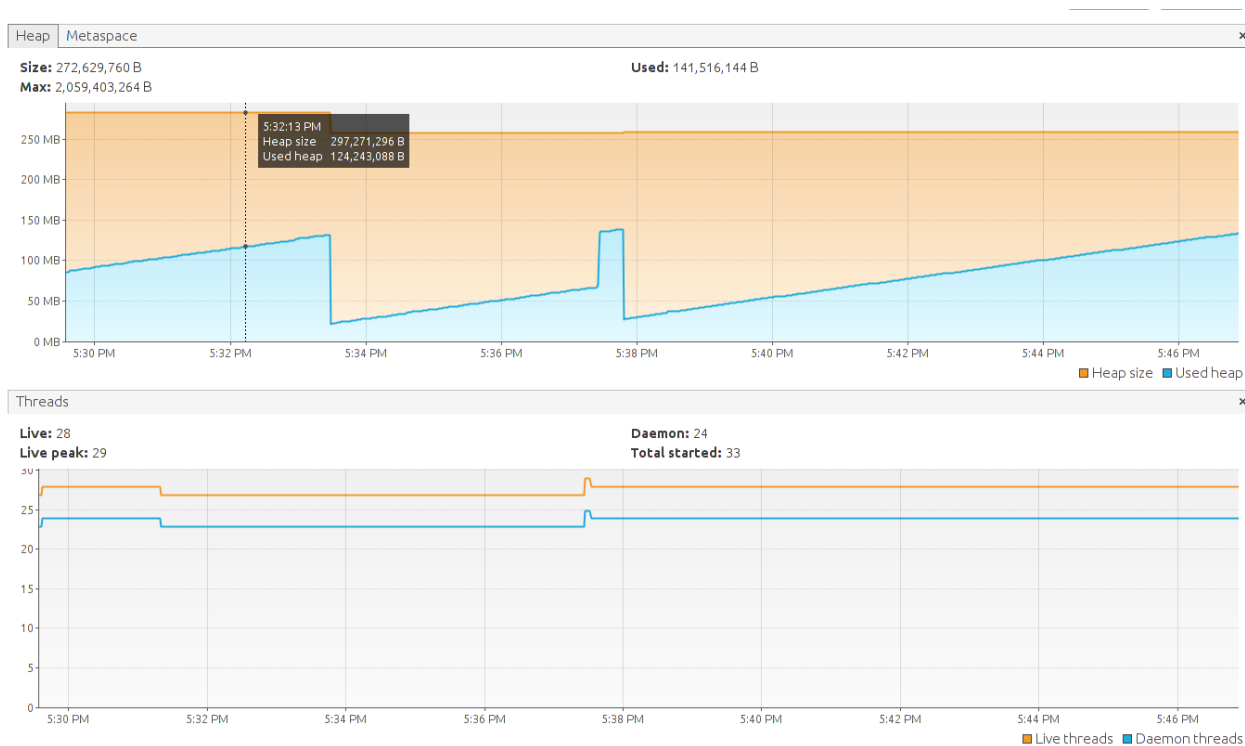 Heap Metaspace ×
Size: 272,629,760 B Used: 141,516,144 B
Max: 2,059,403,264 B
5:32:13 PM
250 MB
Heap size 297,271,296 B
Used heap 124,243,088 B
200 MB
150 MB
100 MB
50 MB
0 MB
5:30 PM 5:32 PM 5:34 PM 5:36 PM 5:38 PM 5:40 PM 5:42 PM 5:44 PM 5:46 PM
Heap size Used heap
Threads ×
Live: 28 Daemon: 24
Live peak: 29 Total started: 33
30
25
20
15
10
5
0
5:30 PM 5:32 PM 5:34 PM 5:36 PM 5:38 PM 5:40 PM 5:42 PM 5:44 PM 5:46 PM
Live threads Daemon threads